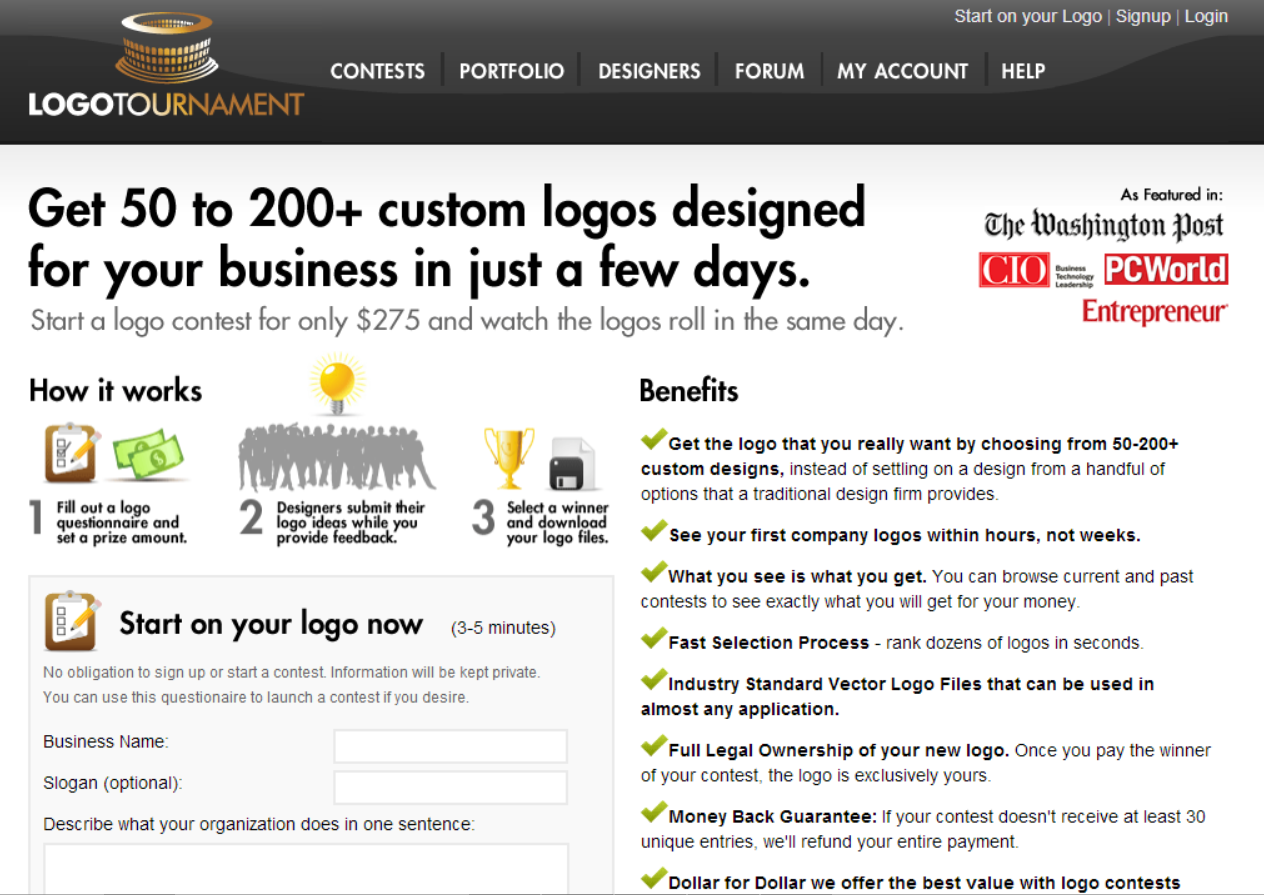 Start on your Logo | Signup | Login
LOGOTOURNAMENT
CONTESTS
PORTFOLIO
DESIGNERS
FORUM
MY ACCOUNT
HELP
Get 50 to 200+ custom logos designed
for your business in just a few days.
Start a logo contest for only $275 and watch the logos roll in the same day.
As Featured in:
The Washington Post
CIO Business
Technology
Leadership
PCWorld
Entrepreneur
How it works
1 Fill out a logo
questionnaire and
set a prize amount.
2 Designers submit their
logo ideas while you
provide feedback.
3 Select a winner
and download
your logo files.
Start on your logo now (3-5 minutes)
No obligation to sign up or start a contest. Information will be kept private.
You can use this questionaire to launch a contest if you desire.
Business Name:
Slogan (optional):
Describe what your organization does in one sentence:
Benefits
Get the logo that you really want by choosing from 50-200+
custom designs, instead of settling on a design from a handful of
options that a traditional design firm provides.
See your first company logos within hours, not weeks.
What you see is what you get. You can browse current and past
contests to see exactly what you will get for your money.
Fast Selection Process - rank dozens of logos in seconds.
Industry Standard Vector Logo Files that can be used in
almost any application.
Full Legal Ownership of your new logo. Once you pay the winner
of your contest, the logo is exclusively yours.
Money Back Guarantee: If your contest doesn't receive at least 30
unique entries, we'll refund your entire payment.
Dollar for Dollar we offer the best value with logo contests